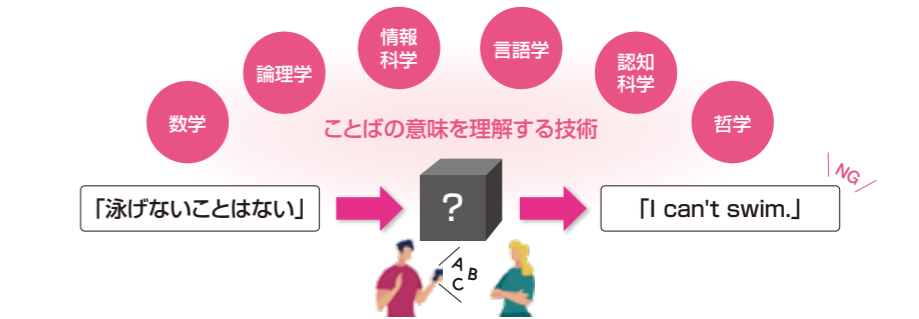 情報
科学
言語学
論理学
認知
科学
数学
哲学
ことばの意味を理解する技術
NG
「泳げないことはない」
?
「I can't swim.」
A
B
C